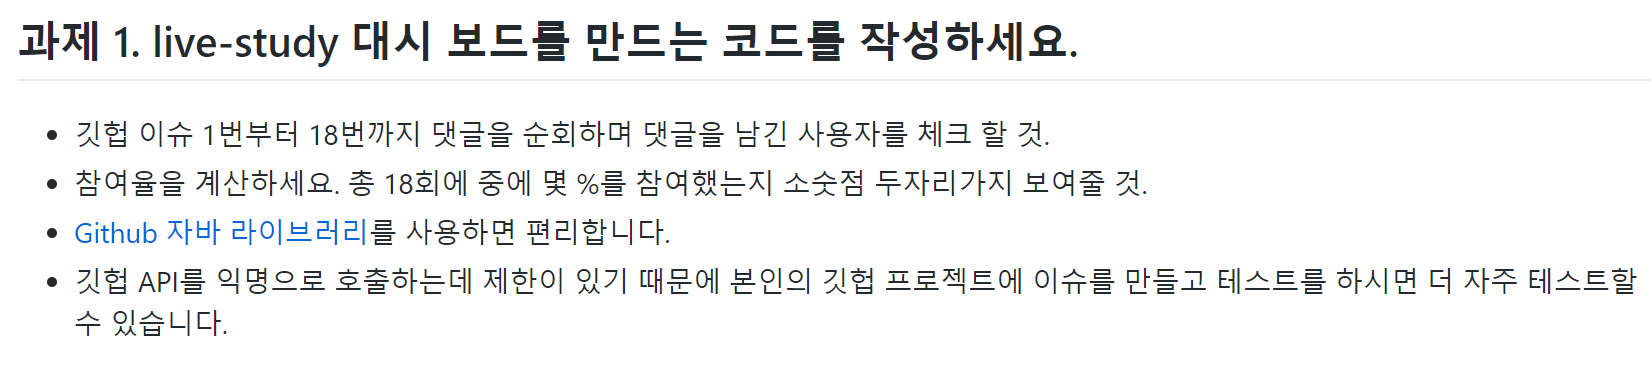 과제 1. live-study 대시 보드를 만드는 코드를 작성하세요.
깃헙 이슈 1번부터 18번까지 댓글을 순회하며 댓글을 남긴 사용자를 체크 할 것.
참여율을 계산하세요. 총 18회에 중에 몇 %를 참여했는지 소숫점 두자리가지 보여줄 것.
Github 자바 라이브러리를 사용하면 편리합니다.
깃헙 API를 익명으로 호출하는데 제한이 있기 때문에 본인의 깃헙 프로젝트에 이슈를 만들고 테스트를 하시면 더 자주 테스트할
수 있습니다.